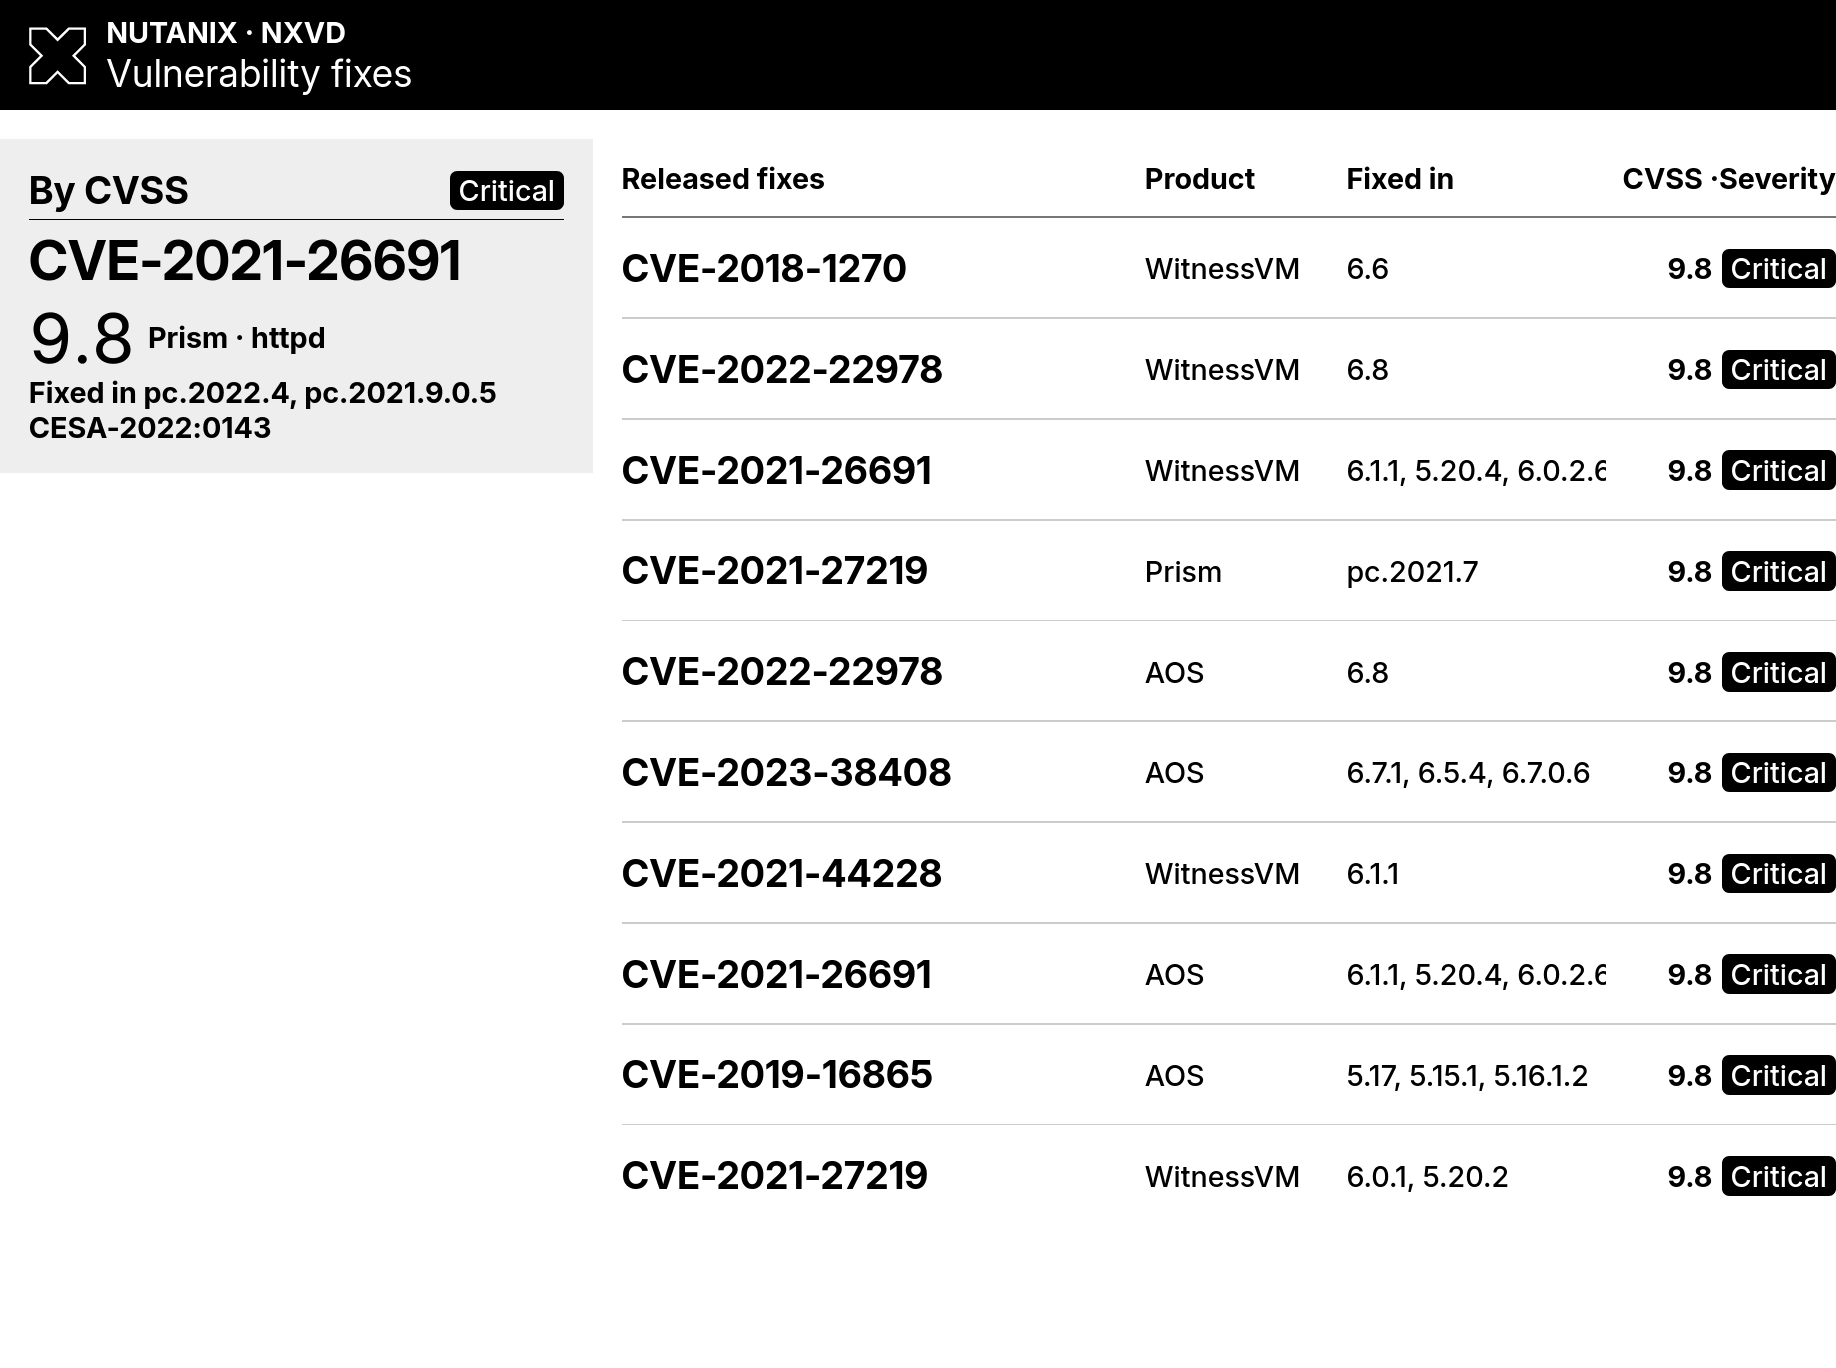 NUTANIX · NXVD
Vulnerability fixes
By CVSS Critical
CVE-2021-26691
9.8 Prism · httpd
Fixed in pc.2022.4, pc.2021.9.0.5
CESA-2022:0143
Released fixes Product Fixed in CVSS ·Severity
CVE-2018-1270 WitnessVM 6.6 9.8 Critical
CVE-2022-22978 WitnessVM 6.8 9.8 Critical
CVE-2021-26691 WitnessVM 6.1.1, 5.20.4, 6.0.2.6 9.8 Critical
CVE-2021-27219 Prism pc.2021.7 9.8 Critical
CVE-2022-22978 AOS 6.8 9.8 Critical
CVE-2023-38408 AOS 6.7.1, 6.5.4, 6.7.0.6 9.8 Critical
CVE-2021-44228 WitnessVM 6.1.1 9.8 Critical
CVE-2021-26691 AOS 6.1.1, 5.20.4, 6.0.2.6 9.8 Critical
CVE-2019-16865 AOS 5.17, 5.15.1, 5.16.1.2 9.8 Critical
CVE-2021-27219 WitnessVM 6.0.1, 5.20.2 9.8 Critical